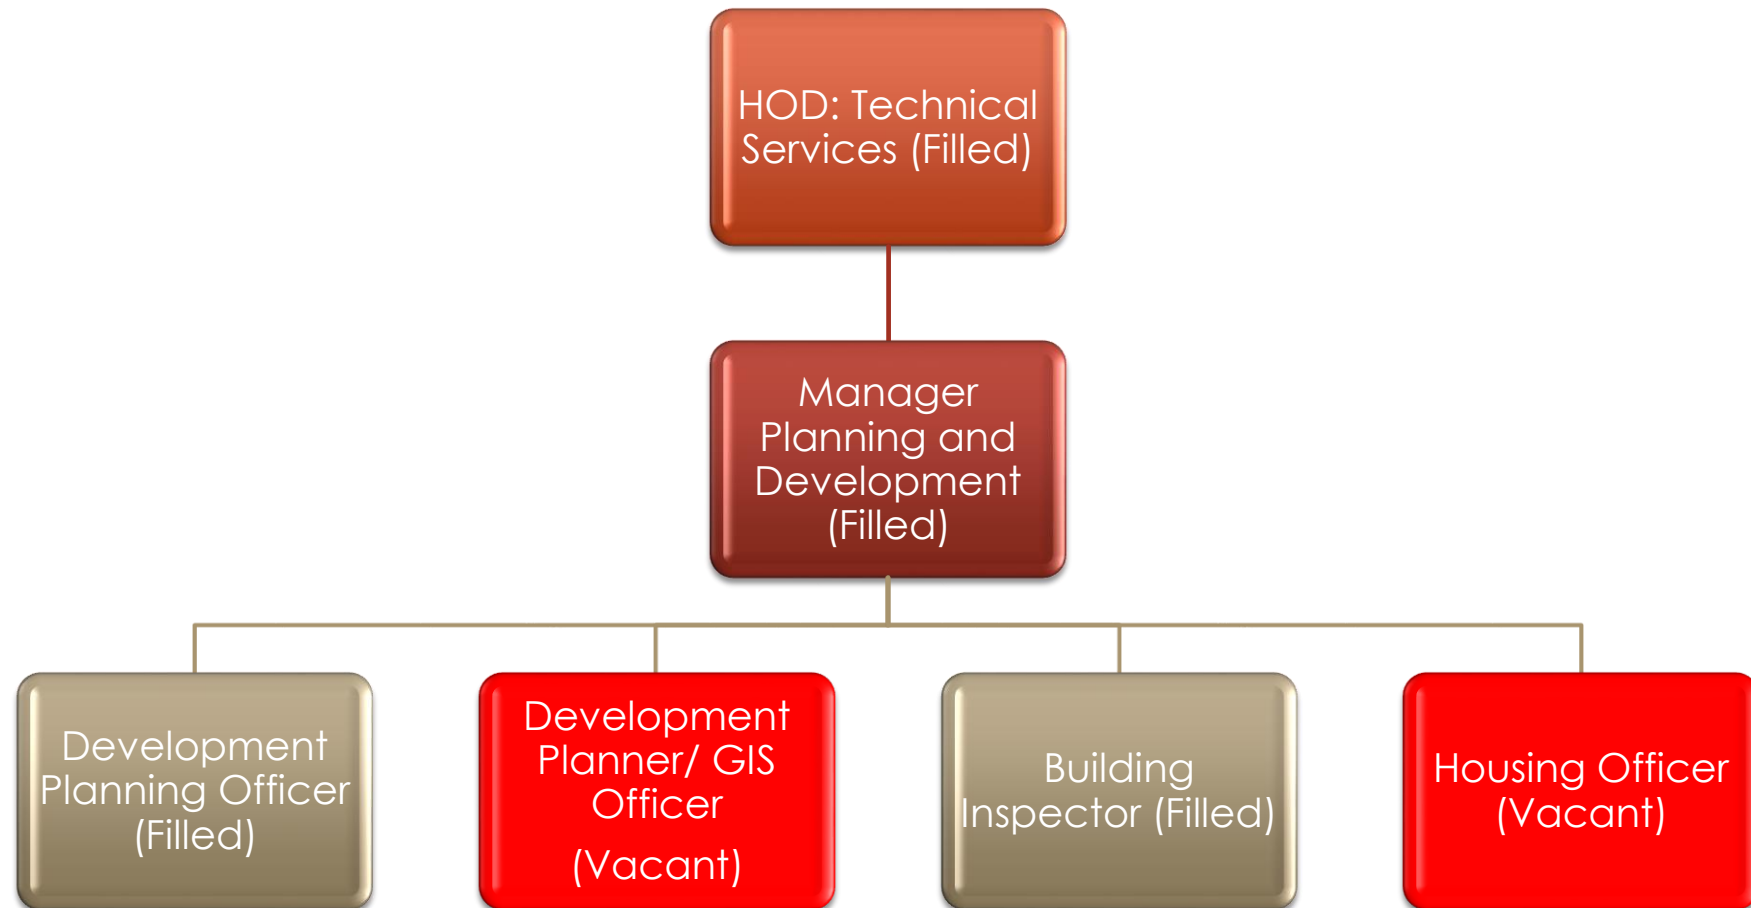 HOD: Technical
Services (Filled)
Manager
Planning and
Development
(Filled)
Development
Planning Officer
(Filled)
Development
Planner/ GIS
Officer
(Vacant)
Building
Inspector (Filled)
Housing Officer
(Vacant)